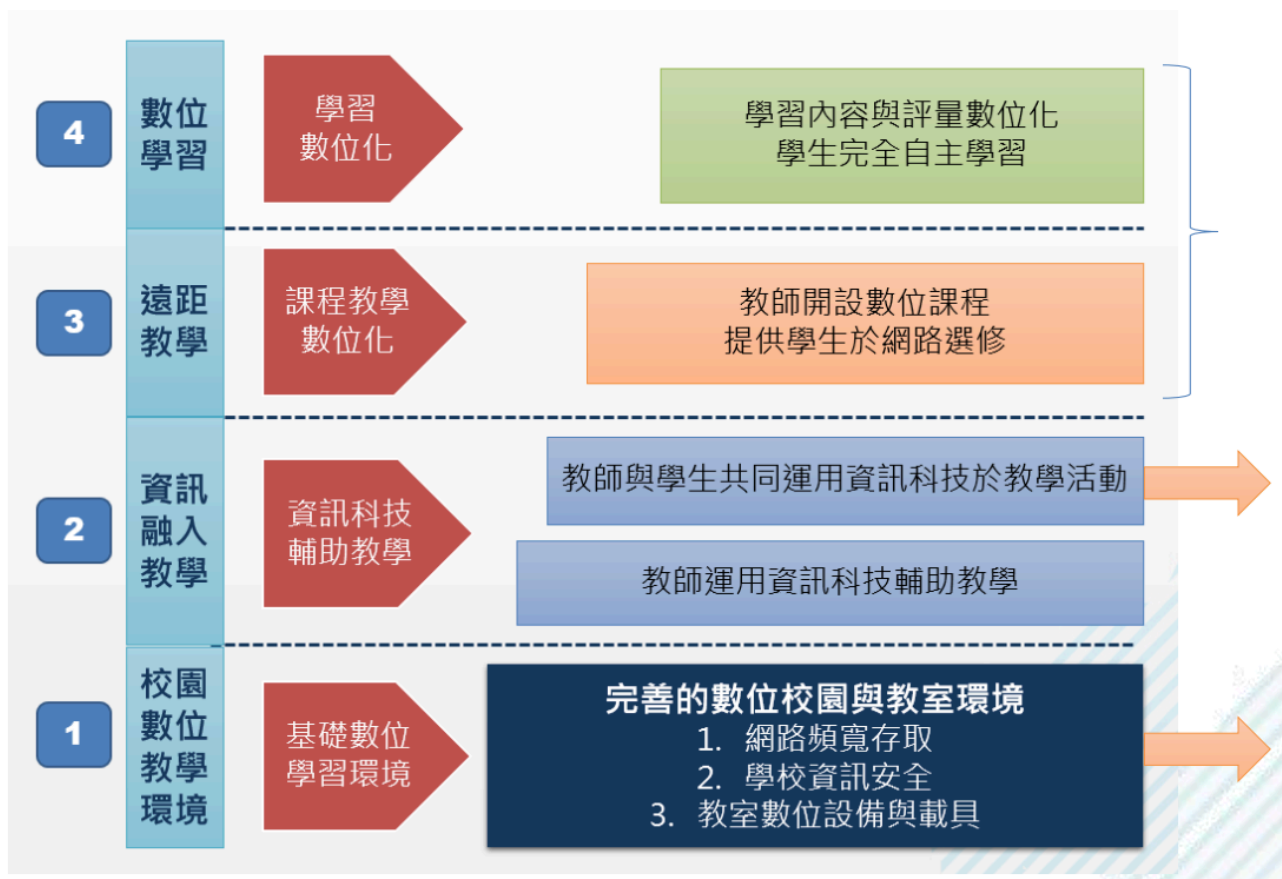 4
數位
學習
學習
數位化
學習內容與評量數位化
學生完全自主學習
3
遠距
教學
課程教學
數位化
教師開設數位課程
提供學生於網路選修
2
資訊
融入
教學
資訊科技
輔助教學
教師與學生共同運用資訊科技於教學活動
教師運用資訊科技輔助教學
1
校園
數位
教學
環境
基礎數位
學習環境
完善的數位校園與教室環境
1. 網路頻寬存取
2. 學校資訊安全
3. 教室數位設備與載具